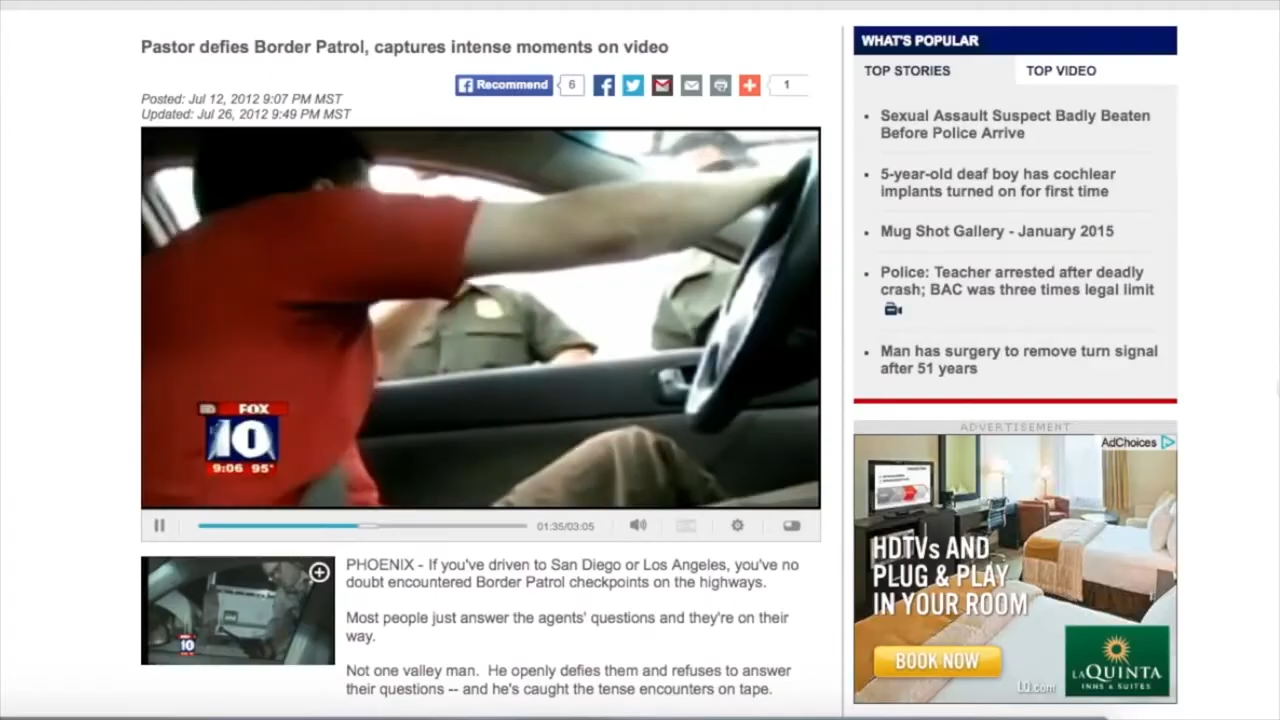 Pastor defies Border Patrol, captures intense moments on video
Recommend
6
1
Posted: Jul 12, 2012 9:07 PM MST
Updated: Jul 26, 2012 9:49 PM MST
FOX
10
9:06 95°
01:35/03:05
10
PHOENIX - If you've driven to San Diego or Los Angeles, you've no
doubt encountered Border Patrol checkpoints on the highways.
Most people just answer the agents' questions and they're on their
way.
Not one valley man.  He openly defies them and refuses to answer
their questions -- and he's caught the tense encounters on tape.
WHAT'S POPULAR
TOP STORIES
TOP VIDEO
Sexual Assault Suspect Badly Beaten
Before Police Arrive
5-year-old deaf boy has cochlear
implants turned on for first time
Mug Shot Gallery - January 2015
Police: Teacher arrested after deadly
crash; BAC was three times legal limit
Man has surgery to remove turn signal
after 51 years
ADVERTISEMENT
AdChoices
HDTVs AND
PLUG & PLAY
IN YOUR ROOM
BOOK NOW
LQ.com
LAQUINTA
INNS & SUITES